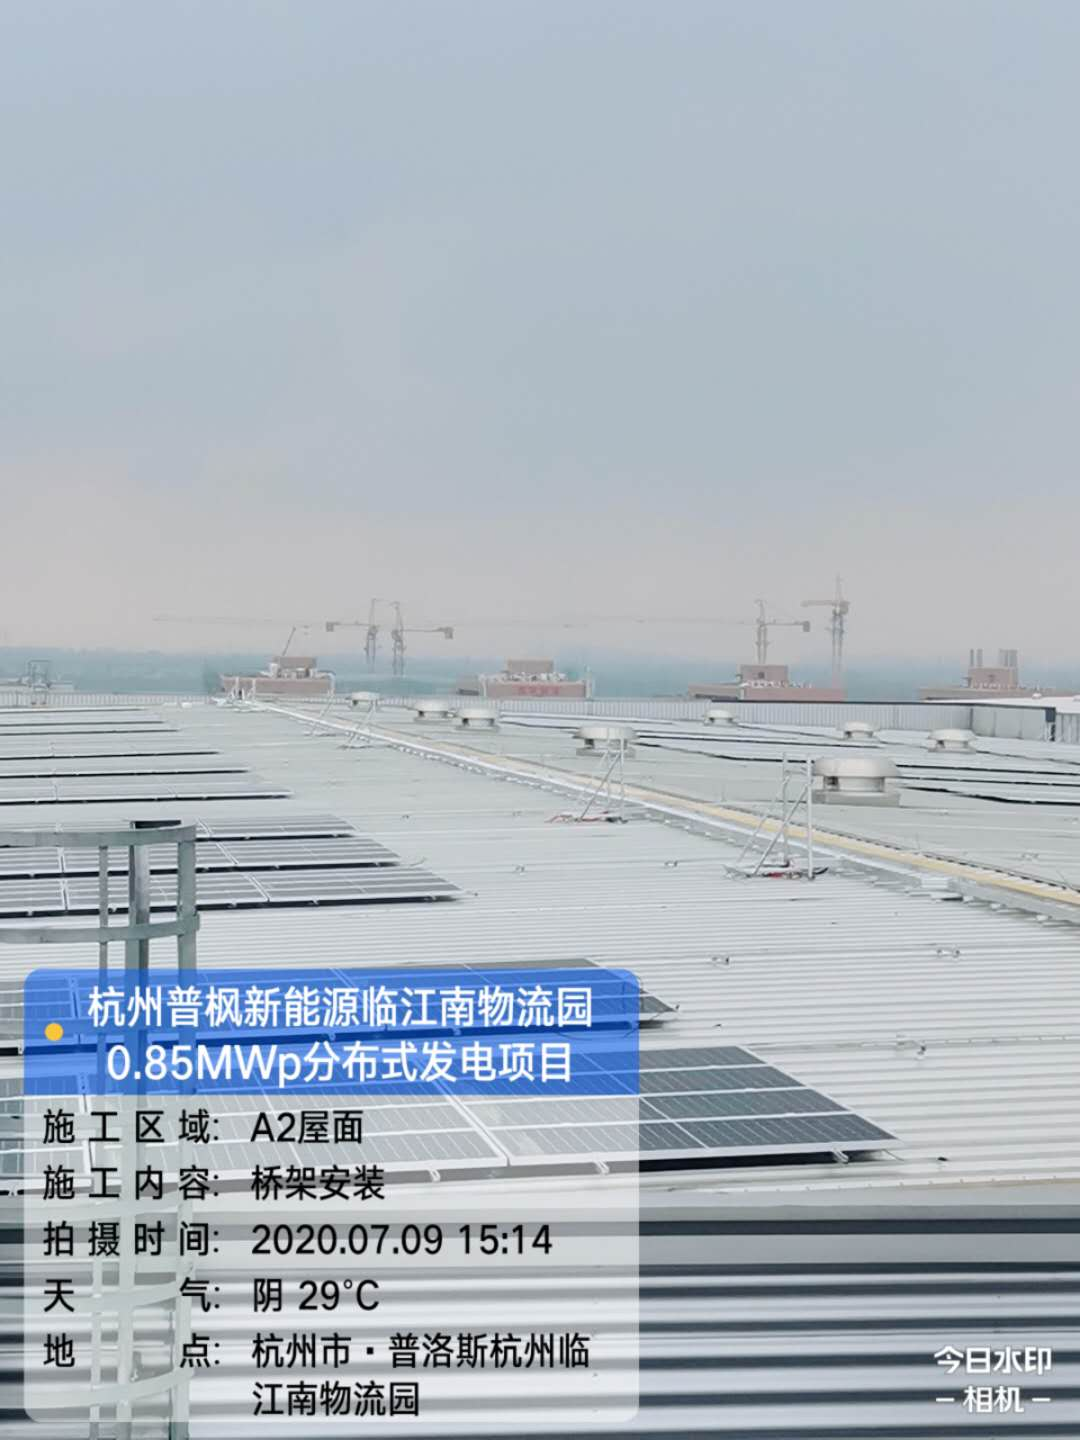 杭州普枫新能源临江南物流园
0.85MWp分布式发电项目
施工区域: A2屋面
施工内容: 桥架安装
拍摄时间: 2020.07.09 15:14
天气: 阴 29°C
地点: 杭州市·普洛斯杭州临
江南物流园
今日水印
-相机-